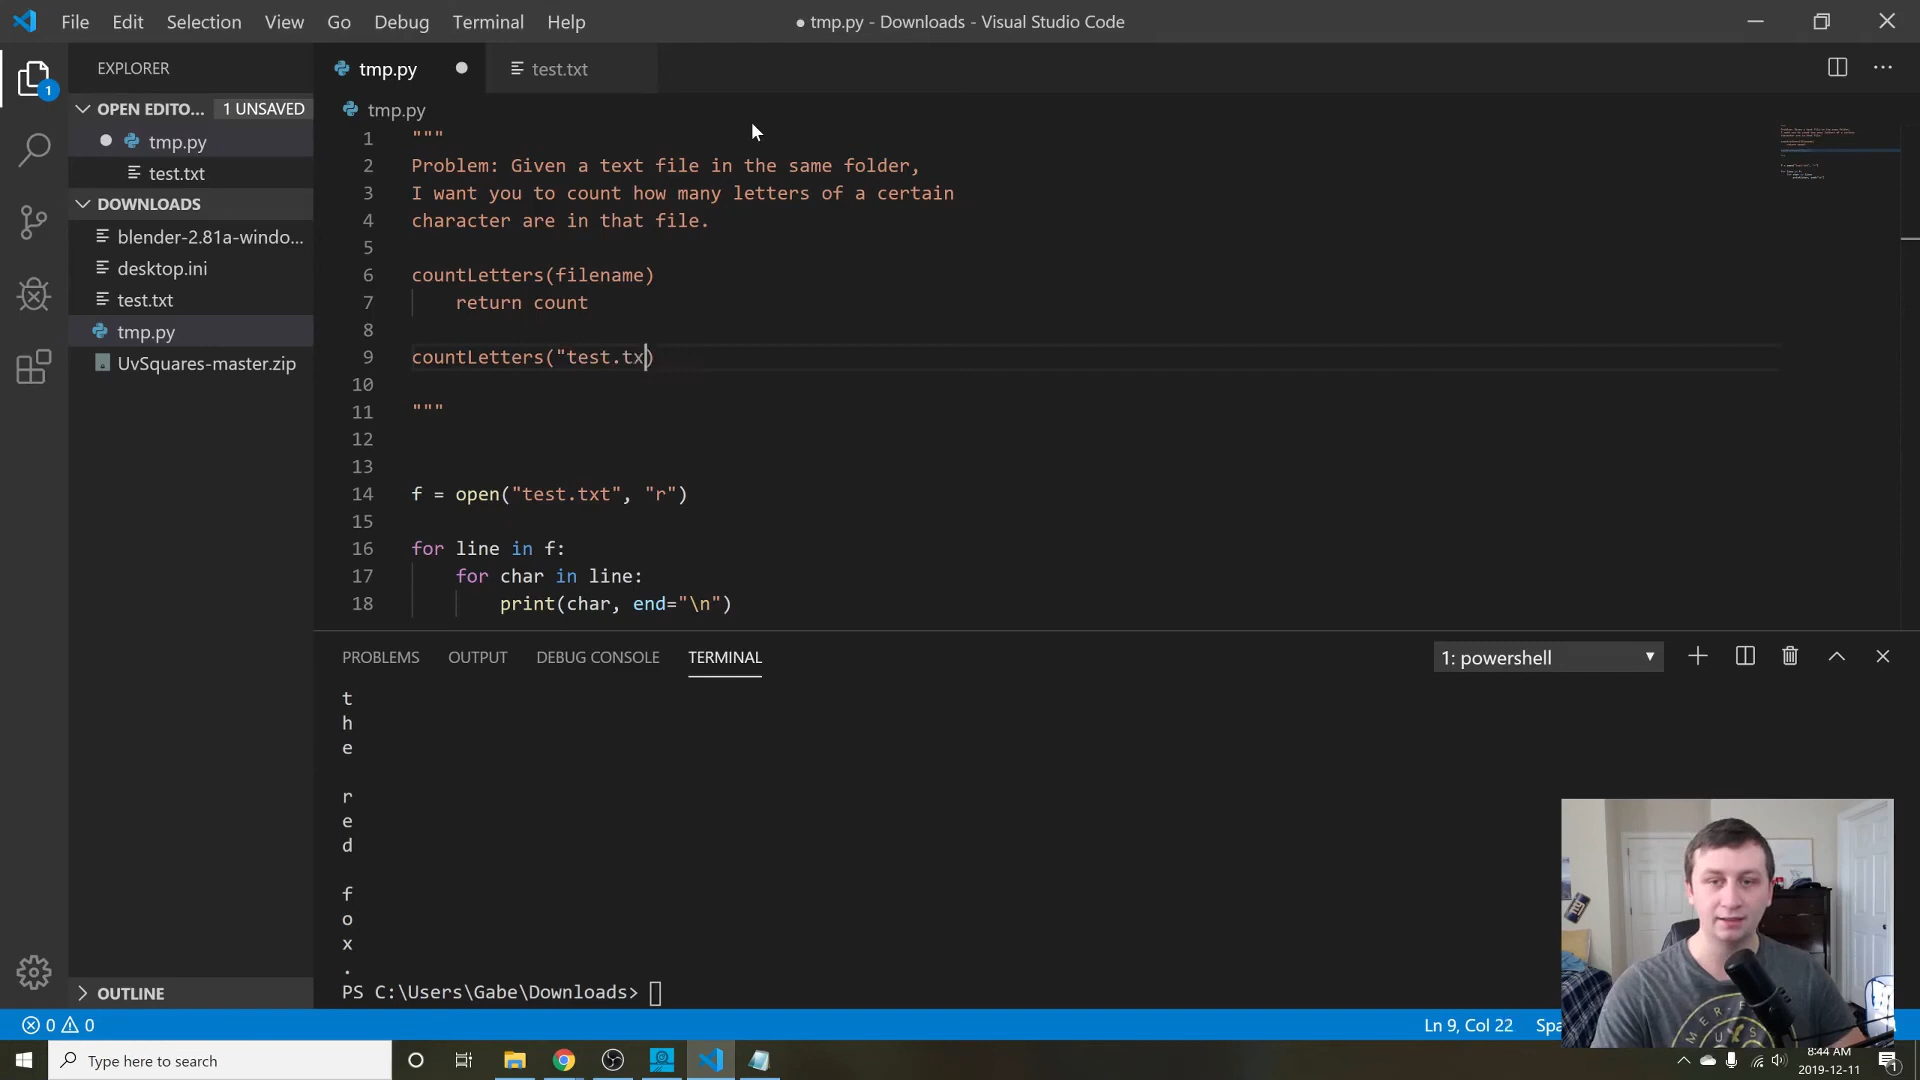 File Edit Selection View Go Debug Terminal Help
● tmp.py - Downloads - Visual Studio Code
EXPLORER
OPEN EDITO... 1 UNSAVED
tmp.py
test.txt
DOWNLOADS
blender-2.81a-windo...
desktop.ini
test.txt
tmp.py
UvSquares-master.zip
OUTLINE
1
tmp.py
test.txt
tmp.py
1 """
2 Problem: Given a text file in the same folder,
3 I want you to count how many letters of a certain
4 character are in that file.
5
6 countLetters(filename)
7 return count
8
9 countLetters("test.tx)
10
11 """
12
13
14 f = open("test.txt", "r")
15
16 for line in f:
17 for char in line:
18 print(char, end="\n")
PROBLEMS OUTPUT DEBUG CONSOLE TERMINAL
1: powershell
t
h
e
r
e
d
f
o
x
.
PS C:\Users\Gabe\Downloads>
0 0
Ln 9, Col 22
Type here to search
8:44 AM
2019-12-11
1